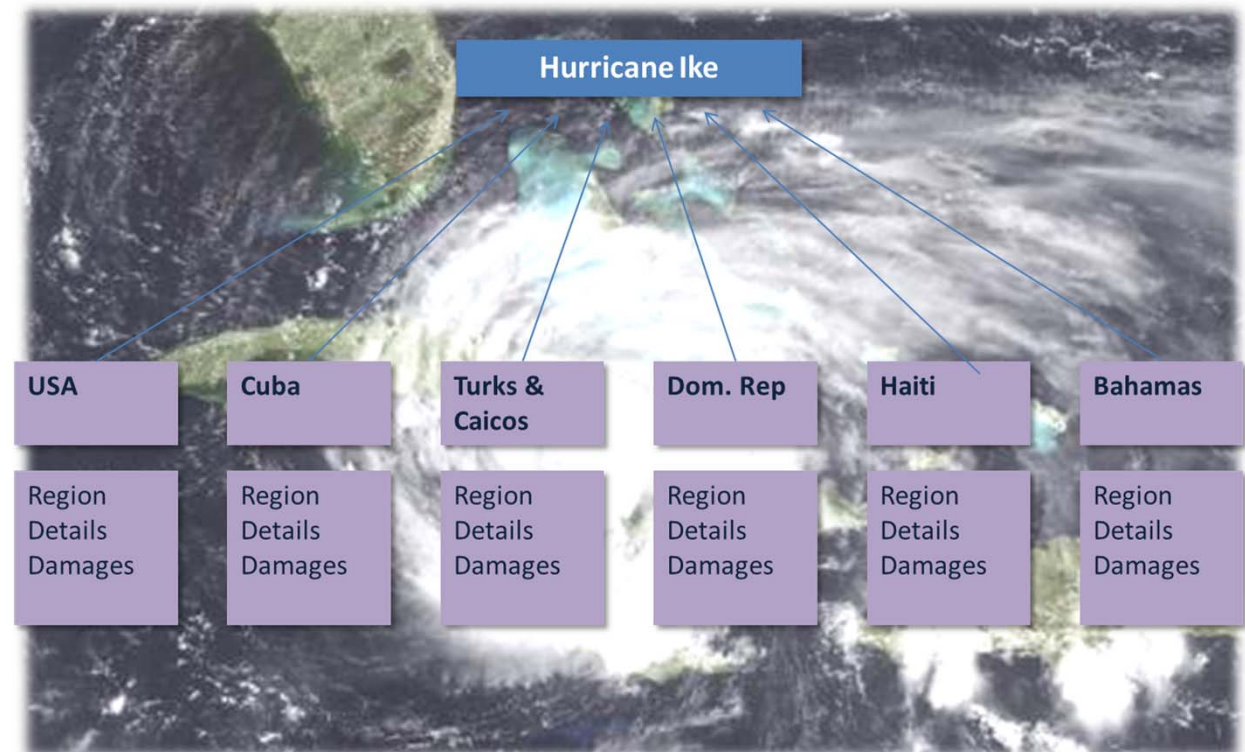 Hurricane Ike
USA
Cuba
Turks &
Caicos
Dom. Rep
Haiti
Bahamas
Region
Details
Damages
Region
Details
Damages
Region
Details
Damages
Region
Details
Damages
Region
Details
Damages
Region
Details
Damages